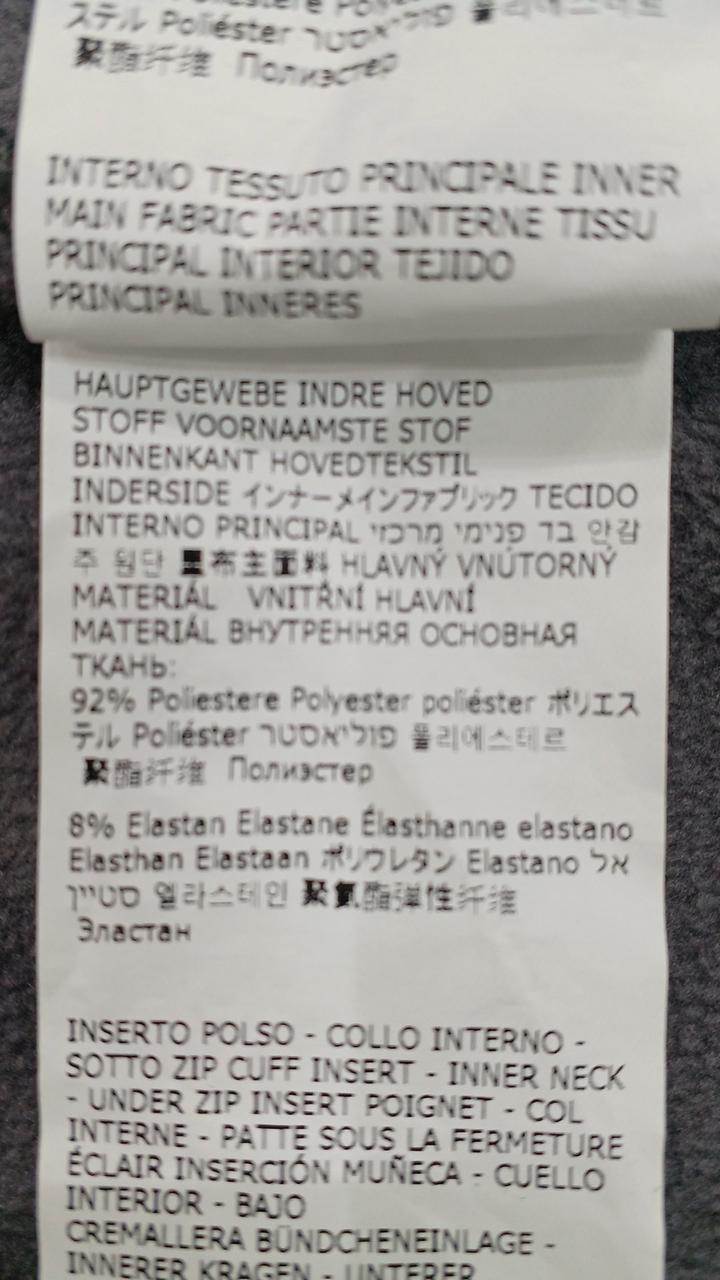 ステル Poliéster פוליאסטר 폴리에스테르
聚酯纤维 Полиэстер
INTERNO TESSUTO PRINCIPALE INNER
MAIN FABRIC PARTIE INTERNE TISSU
PRINCIPAL INTERIOR TEJIDO
PRINCIPAL INNERES
HAUPTGEWEBE INDRE HOVED
STOFF VOORNAAMSTE STOF
BINNENKANT HOVEDTEKSTIL
INDERSIDE インナーメインファブリック TECIDO
INTERNO PRINCIPAL בד פנימי מרכזי 안감
주 원단 里布主面料 HLAVNÝ VNÚTORNÝ
MATERIÁL VNITŘNÍ HLAVNÍ
MATERIÁL ВНУТРЕННЯЯ ОСНОВНАЯ
ТКАНЬ:
92% Poliestere Polyester poliéster ポリエス
テル Poliéster פוליאסטר 폴리에스테르
聚酯纤维 Полиэстер
8% Elastan Elastane Élasthanne elastano
Elasthan Elastaan ポリウレタン Elastano אל
סטיין 엘라스테인 聚氨酯弹性纤维
Эластан
INSERTO POLSO - COLLO INTERNO -
SOTTO ZIP CUFF INSERT - INNER NECK
- UNDER ZIP INSERT POIGNET - COL
INTERNE - PATTE SOUS LA FERMETURE
ÉCLAIR INSERCIÓN MUÑECA - CUELLO
INTERIOR - BAJO
CREMALLERA BÜNDCHENEINLAGE -
INNERER KRAGEN - UNTERER